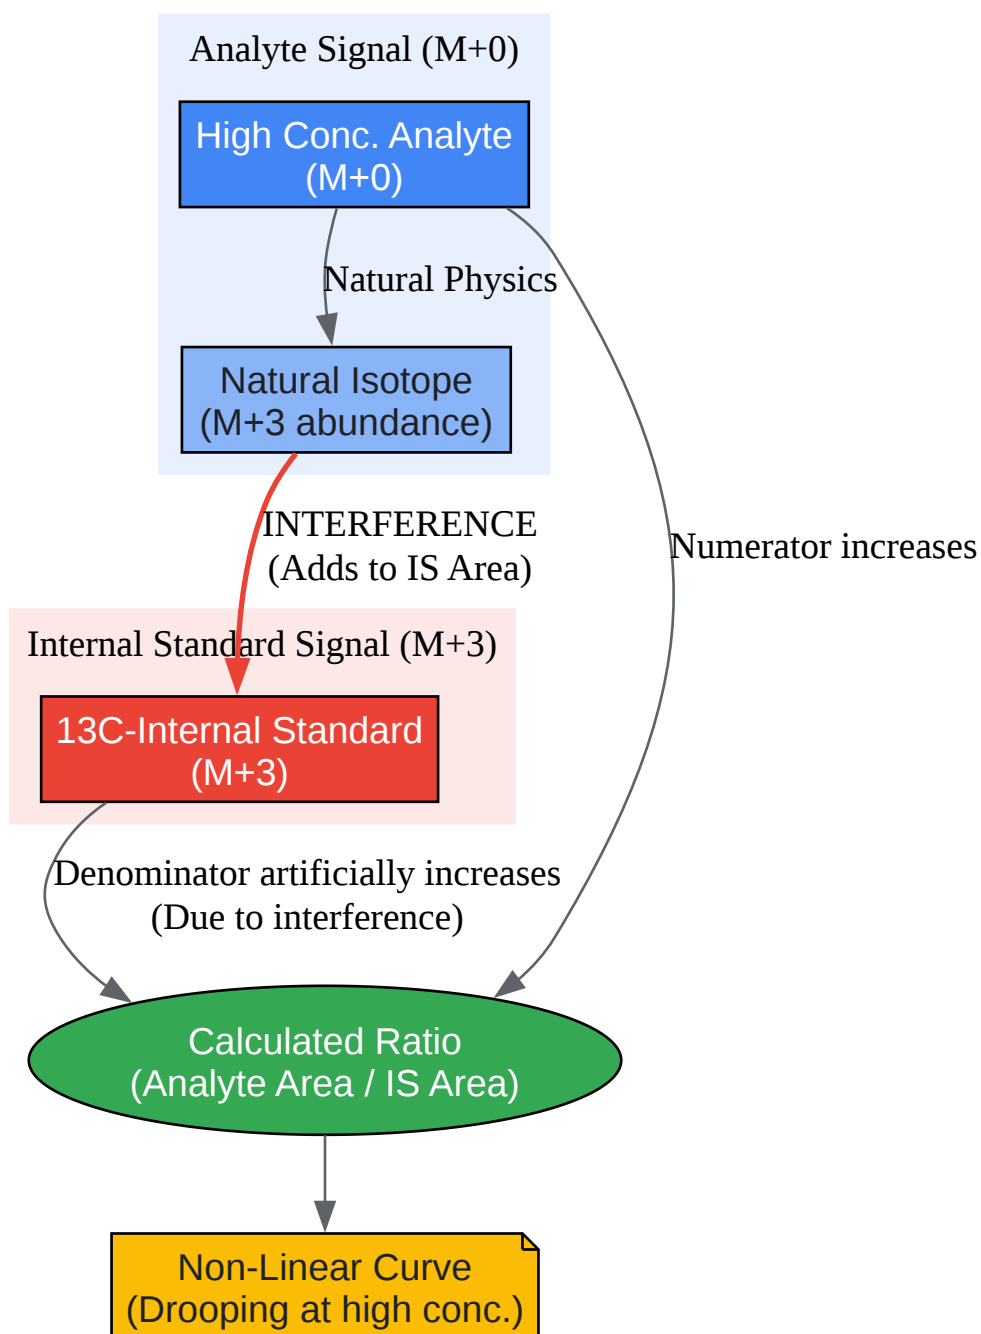 Analyte Signal (M+0)
High Conc. Analyte
(M+0)
Natural Physics
Natural Isotope
(M+3 abundance)
INTERFERENCE
(Adds to IS Area)
Numerator increases
Internal Standard Signal (M+3)
13C-Internal Standard
(M+3)
Denominator artificially increases
(Due to interference)
Calculated Ratio
(Analyte Area / IS Area)
Non-Linear Curve
(Drooping at high conc.)